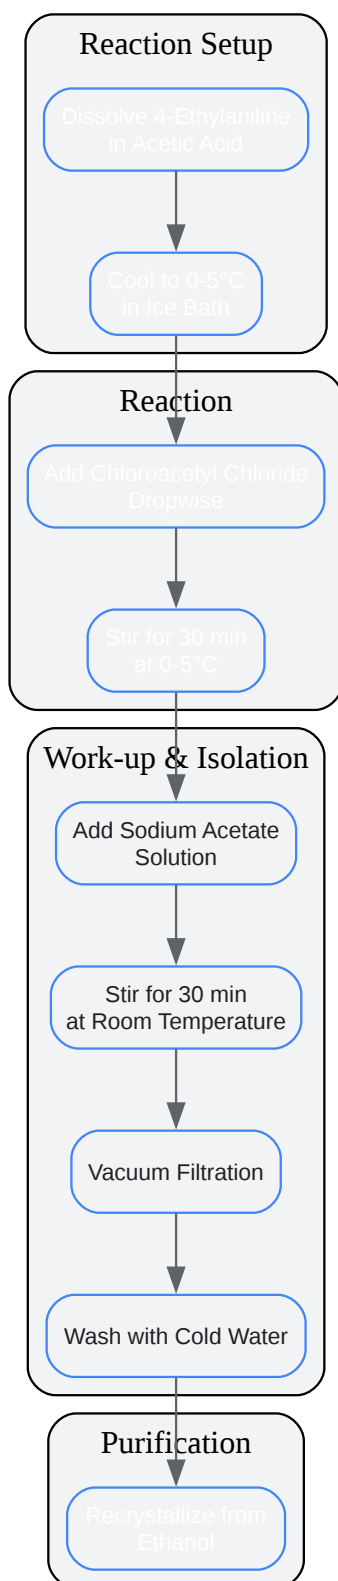 Reaction Setup
Dissolve 4-Ethylaniline
in Acetic Acid
Cool to 0-5°C
in Ice Bath
Reaction
Add Chloroacetyl Chloride
Dropwise
Stir for 30 min
at 0-5°C
Work-up & Isolation
Add Sodium Acetate
Solution
Stir for 30 min
at Room Temperature
Vacuum Filtration
Wash with Cold Water
Purification
Recrystallize from
Ethanol